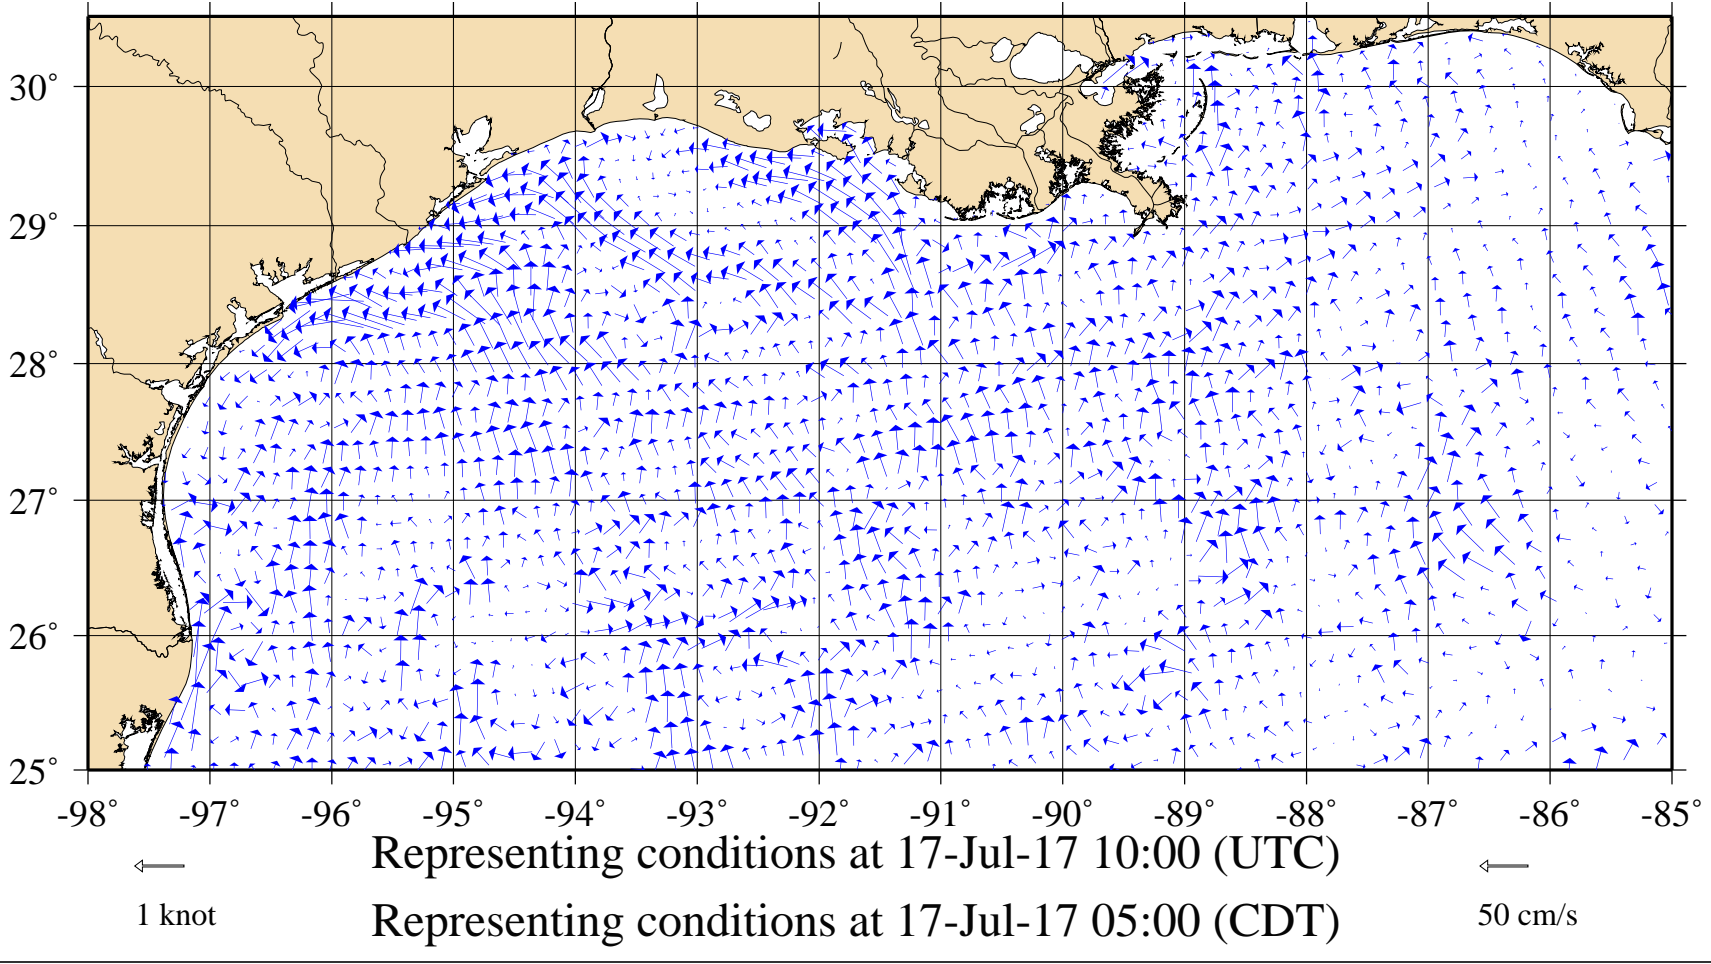 30°
29°
28°
27°
26°
25°
-98° -97° -96° -95° -94° -93° -92° -91° -90° -89° -88° -87° -86° -85°
Representing conditions at 17-Jul-17 10:00 (UTC)
1 knot Representing conditions at 17-Jul-17 05:00 (CDT) 50 cm/s